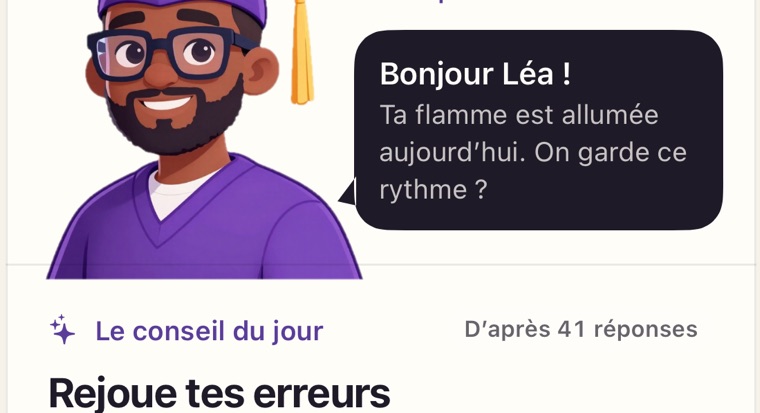 Bonjour Léa !
Ta flamme est allumée
aujourd’hui. On garde ce
rythme ?
Le conseil du jour
D’après 41 réponses
Rejoue tes erreurs